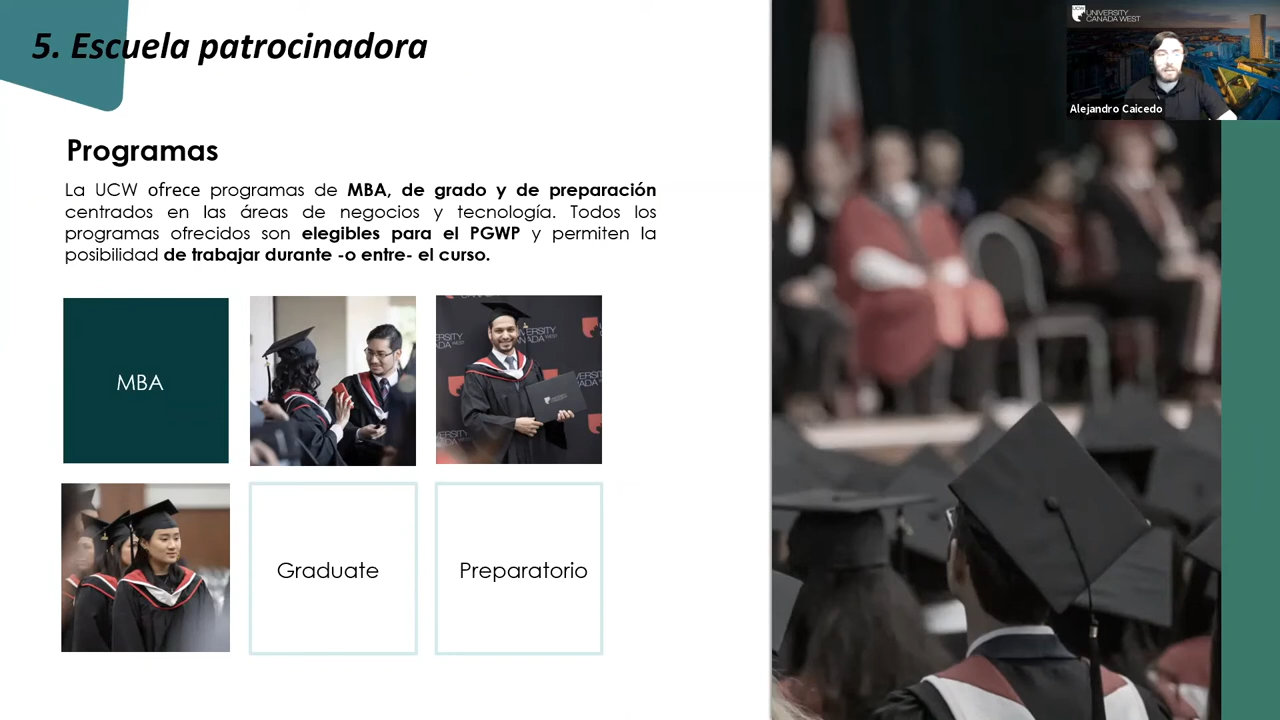 5. Escuela patrocinadora
UCW
UNIVERSITY
CANADA WEST
Alejandro Caicedo
Programas
La UCW ofrece programas de MBA, de grado y de preparación
centrados en las áreas de negocios y tecnología. Todos los
programas ofrecidos son elegibles para el PGWP y permiten la
posibilidad de trabajar durante -o entre- el curso.
MBA
Graduate
Preparatorio